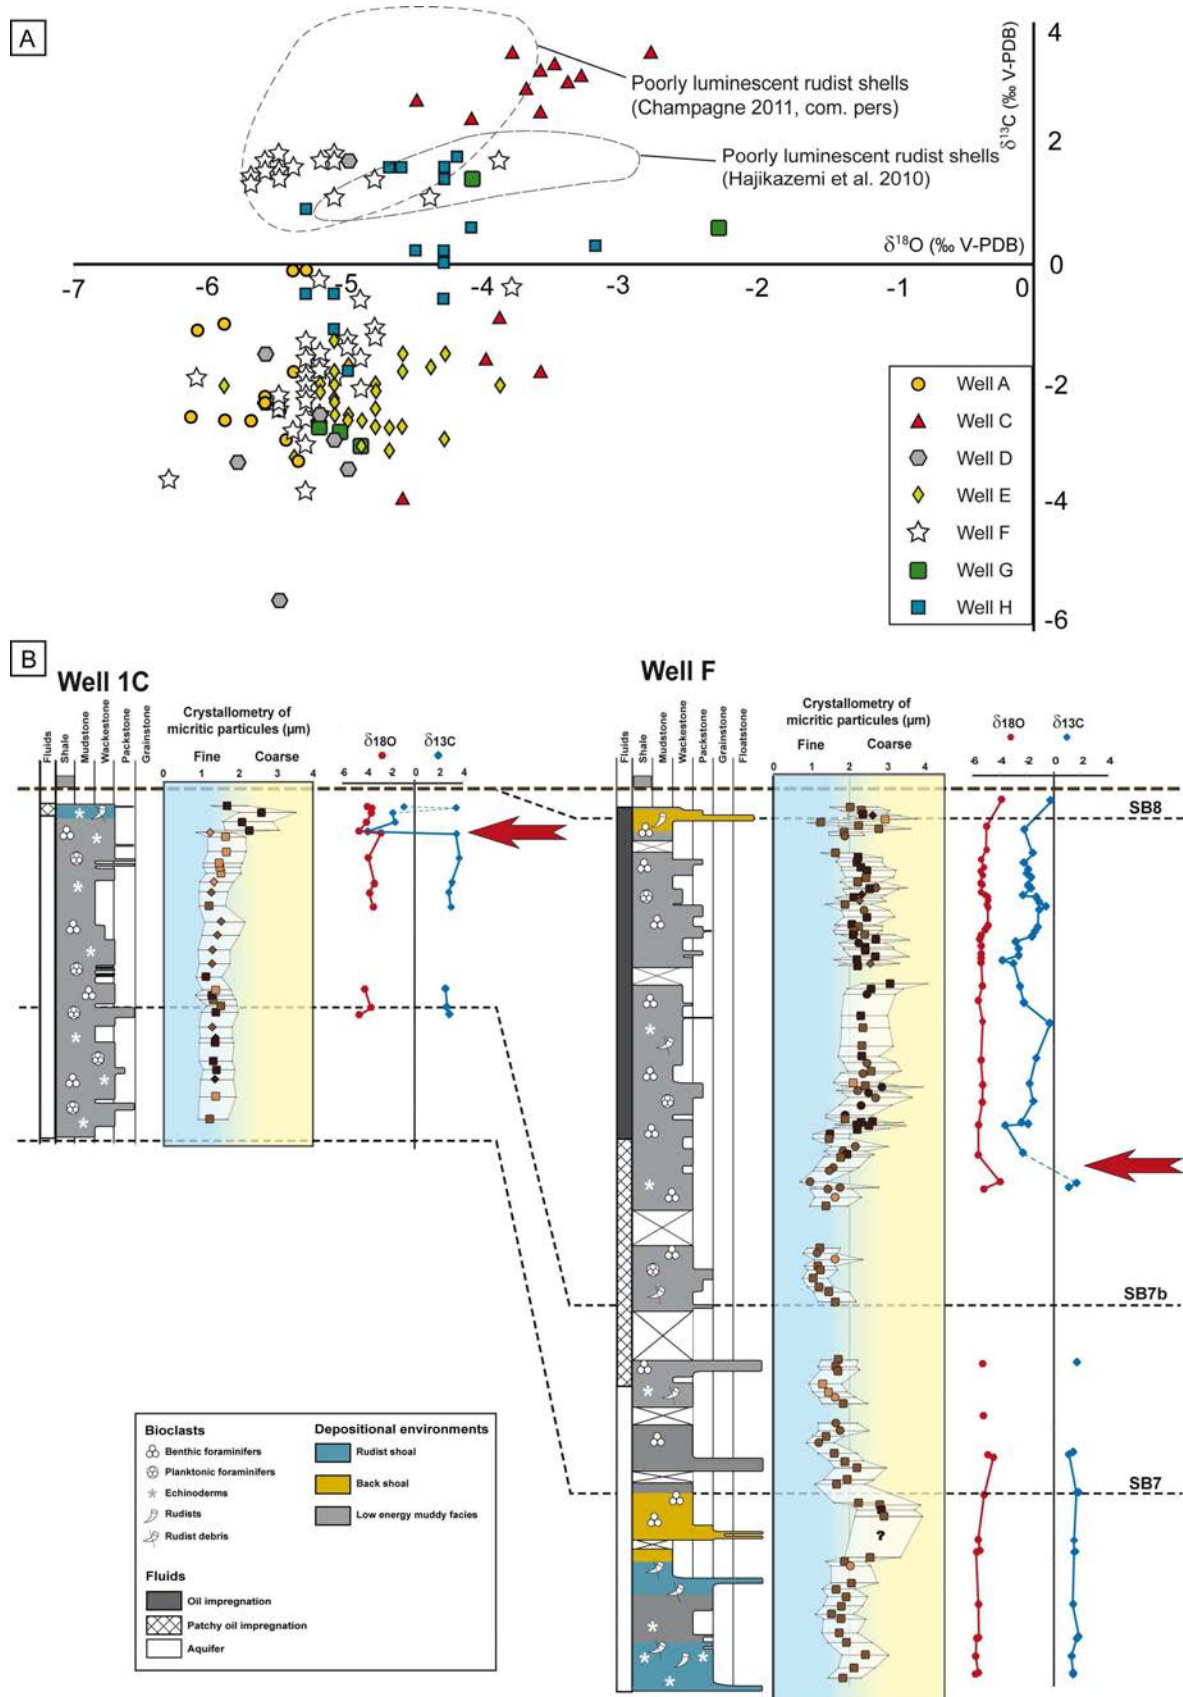 A
4
Poorly luminescent rudist shells
(Champagne 2011, com. pers)
δ13C (‰ V-PDB)
2
Poorly luminescent rudist shells
(Hajikazemi et al. 2010)
δ18O (‰ V-PDB)
0
-7 -6 -5 -4 -3 -2 -1 0
Well A
Well C
Well D
Well E
Well F
Well G
Well H
-2
-4
-6
B
Well 1C
Fluids
Shale
Mudstone
Wackestone
Packstone
Grainstone
Crystallometry of
micritic particules (µm)
Fine Coarse
0 1 2 3 4
δ18O δ13C
-6 -4 -2 0 2 4
Well F
Fluids
Shale
Mudstone
Wackestone
Packstone
Grainstone
Floatstone
Crystallometry of
micritic particules (µm)
Fine Coarse
0 1 2 3 4
δ18O δ13C
-6 -4 -2 0 2 4
SB8
SB7b
SB7
?
Bioclasts
Benthic foraminifers
Planktonic foraminifers
Echinoderms
Rudists
Rudist debris
Depositional environments
Rudist shoal
Back shoal
Low energy muddy facies
Fluids
Oil impregnation
Patchy oil impregnation
Aquifer